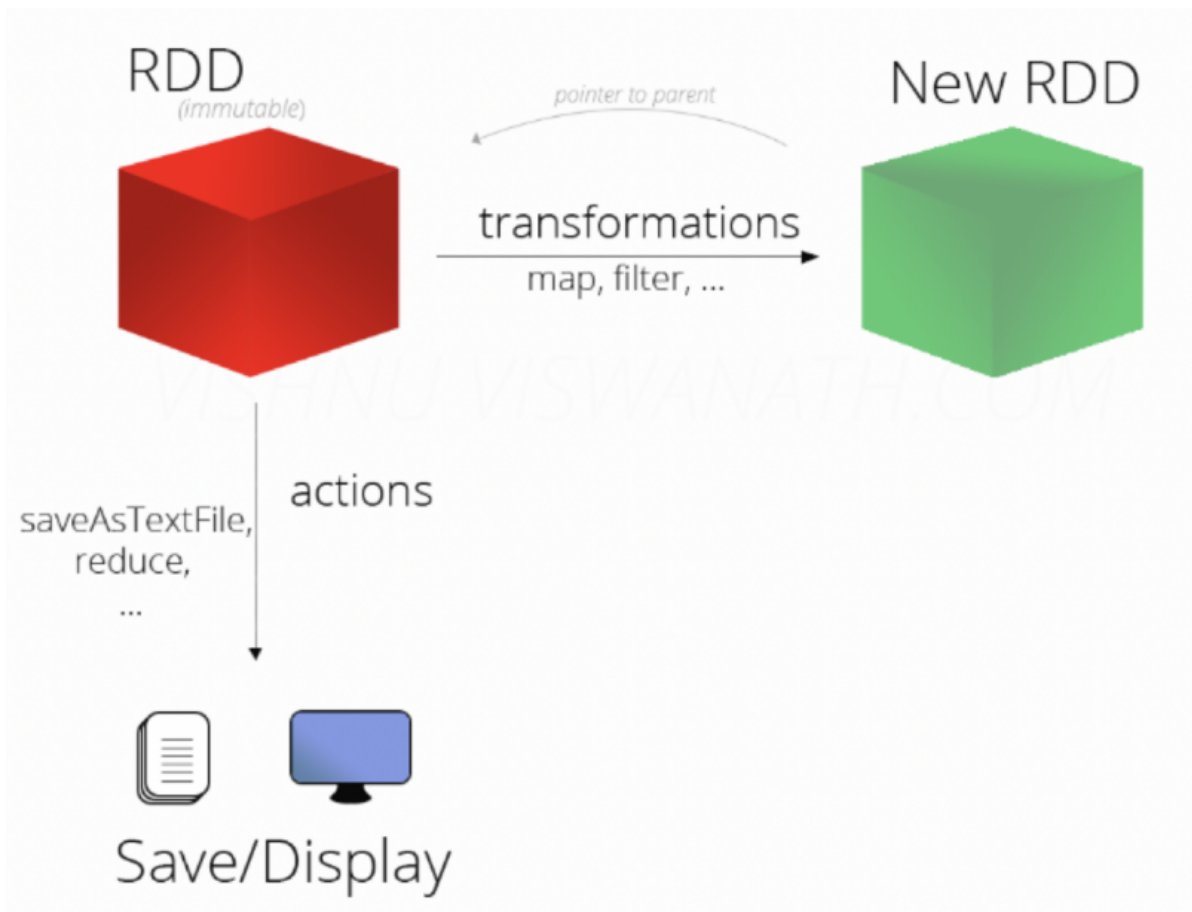 RDD
(immutable)
pointer to parent
New RDD
transformations
map, filter, ...
VISHNU VISWANATH.COM
actions
saveAsTextFile,
reduce,
...
Save/Display